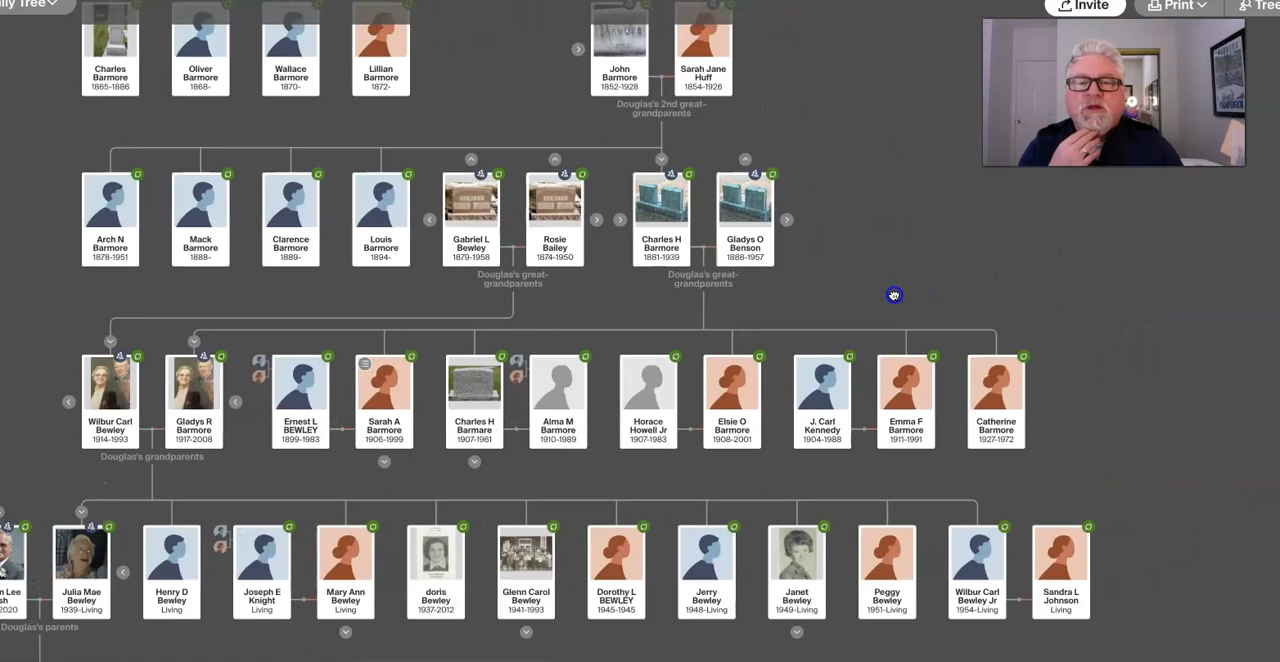 ily Tree
Invite
Print
Tree
Charles
Barmore
1865-1886
Oliver
Barmore
1868-
Wallace
Barmore
1870-
Lillian
Barmore
1872-
BARMORE
John
Barmore
1852-1928
Sarah Jane
Huff
1854-1926
Douglas's 2nd great-
grandparents
Arch N
Barmore
1878-1951
Mack
Barmore
1888-
Clarence
Barmore
1889-
Louis
Barmore
1894-
Gabriel L
Bewley
1879-1958
Rosie
Bailey
1874-1950
Charles H
Barmore
1881-1939
Gladys O
Benson
1888-1957
Douglas's great-
grandparents
Douglas's great-
grandparents
Wilbur Carl
Bewley
1914-1993
Gladys R
Barmore
1917-2008
Ernest L
BEWLEY
1899-1983
Sarah A
Barmore
1906-1999
Charles H
Barmare
1907-1961
Alma M
Barmore
1910-1989
Horace
Howell Jr
1907-1983
Elsie O
Barmore
1908-2001
J. Carl
Kennedy
1904-1988
Emma F
Barmore
1911-1991
Catherine
Barmore
1927-1972
Douglas's grandparents
m Lee
sh
2020
Julia Mae
Bewley
1939-Living
Henry D
Bewley
Living
Joseph E
Knight
Living
Mary Ann
Bewley
Living
doris
Bewley
1937-2012
Glenn Carol
Bewley
1941-1993
Dorothy L
BEWLEY
1945-1945
Jerry
Bewley
1948-Living
Janet
Bewley
1949-Living
Peggy
Bewley
1951-Living
Wilbur Carl
Bewley Jr
1954-Living
Sandra L
Johnson
Living
Douglas's parents